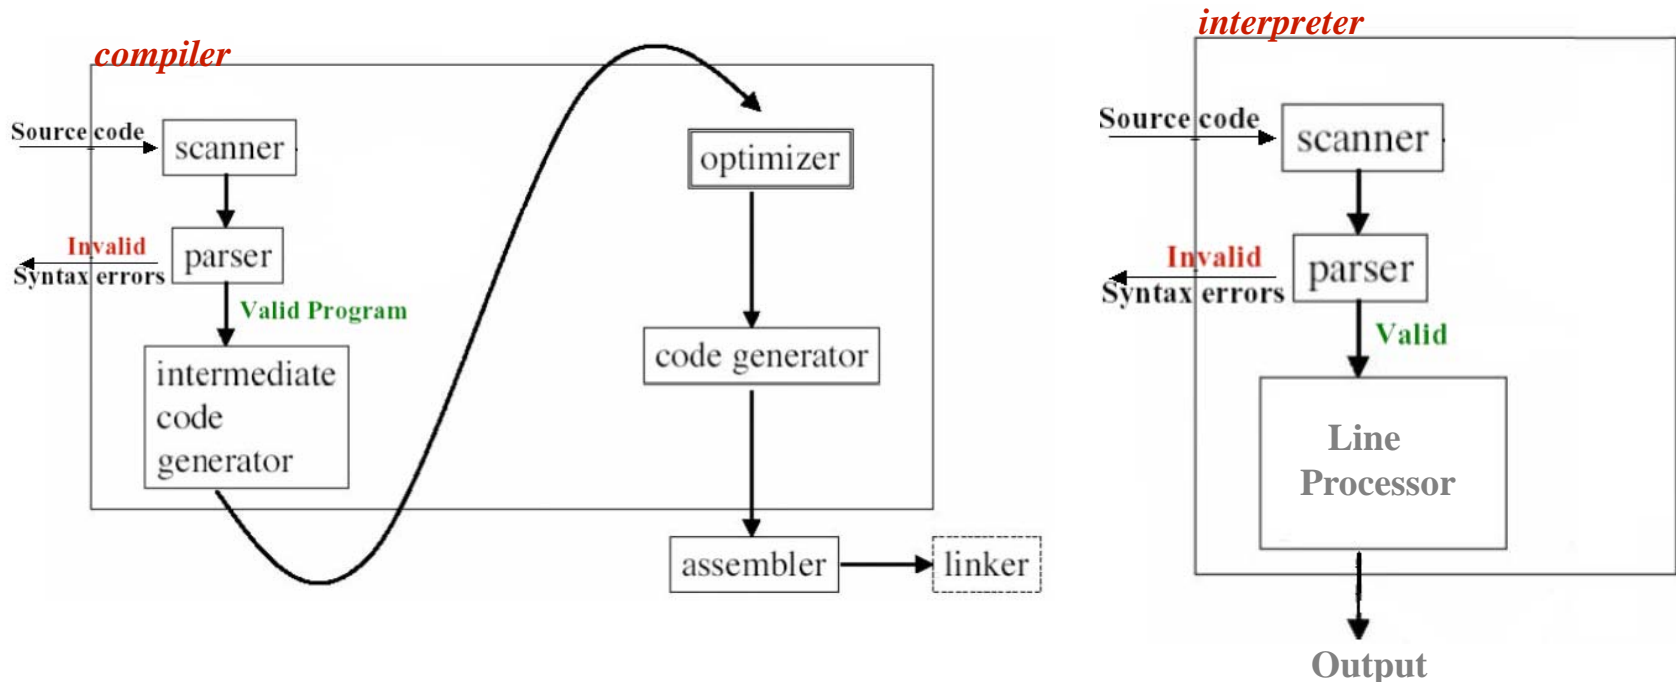 compiler
Source code
scanner
Invalid
Syntax errors
parser
Valid Program
intermediate
code
generator
optimizer
code generator
assembler
linker
interpreter
Source code
scanner
Invalid
Syntax errors
parser
Valid
Line
Processor
Output